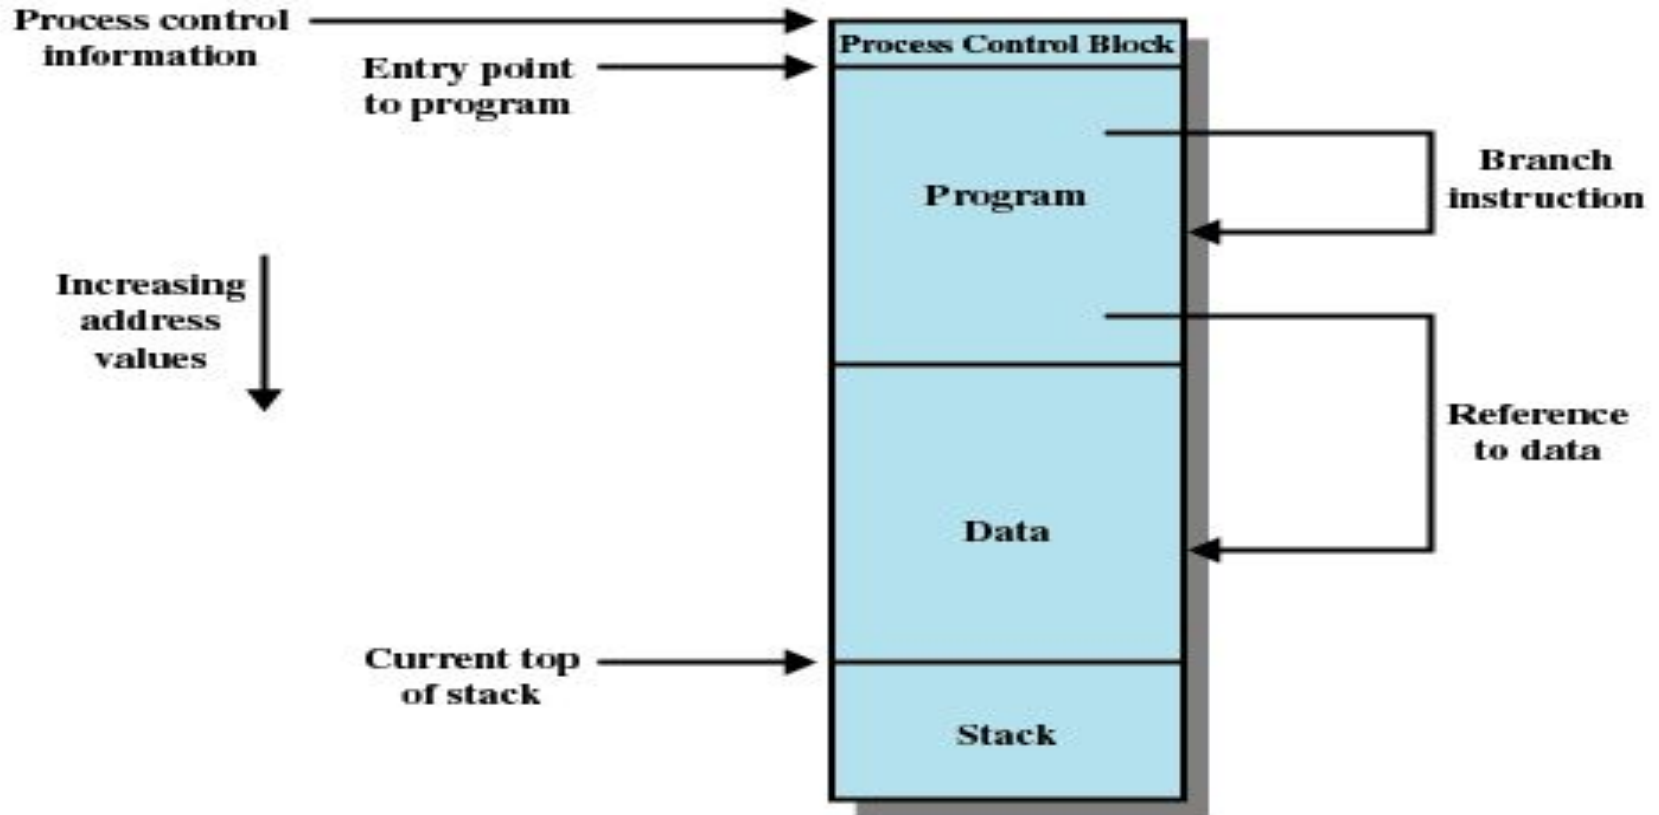 Process control
information
Process Control Block
Entry point
to program
Branch
instruction
Program
Increasing
address
values
Reference
to data
Data
Current top
of stack
Stack